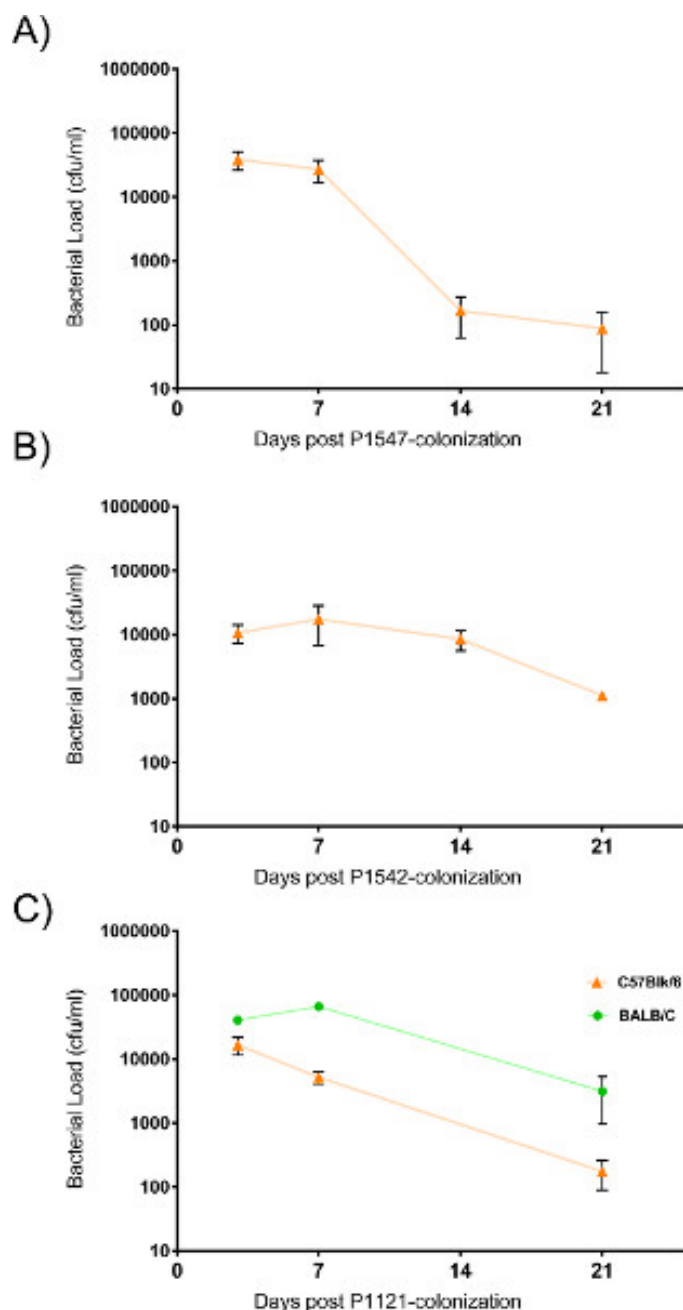 A)
1000000
100000
10000
1000
100
10
0 7 14 21
Bacterial Load (cfu/ml)
Days post P1547-colonization
B)
1000000
100000
10000
1000
100
10
0 7 14 21
Bacterial Load (cfu/ml)
Days post P1542-colonization
C)
1000000
100000
10000
1000
100
10
0 7 14 21
Bacterial Load (cfu/ml)
C57Blk/6
BALB/C
Days post P1121-colonization